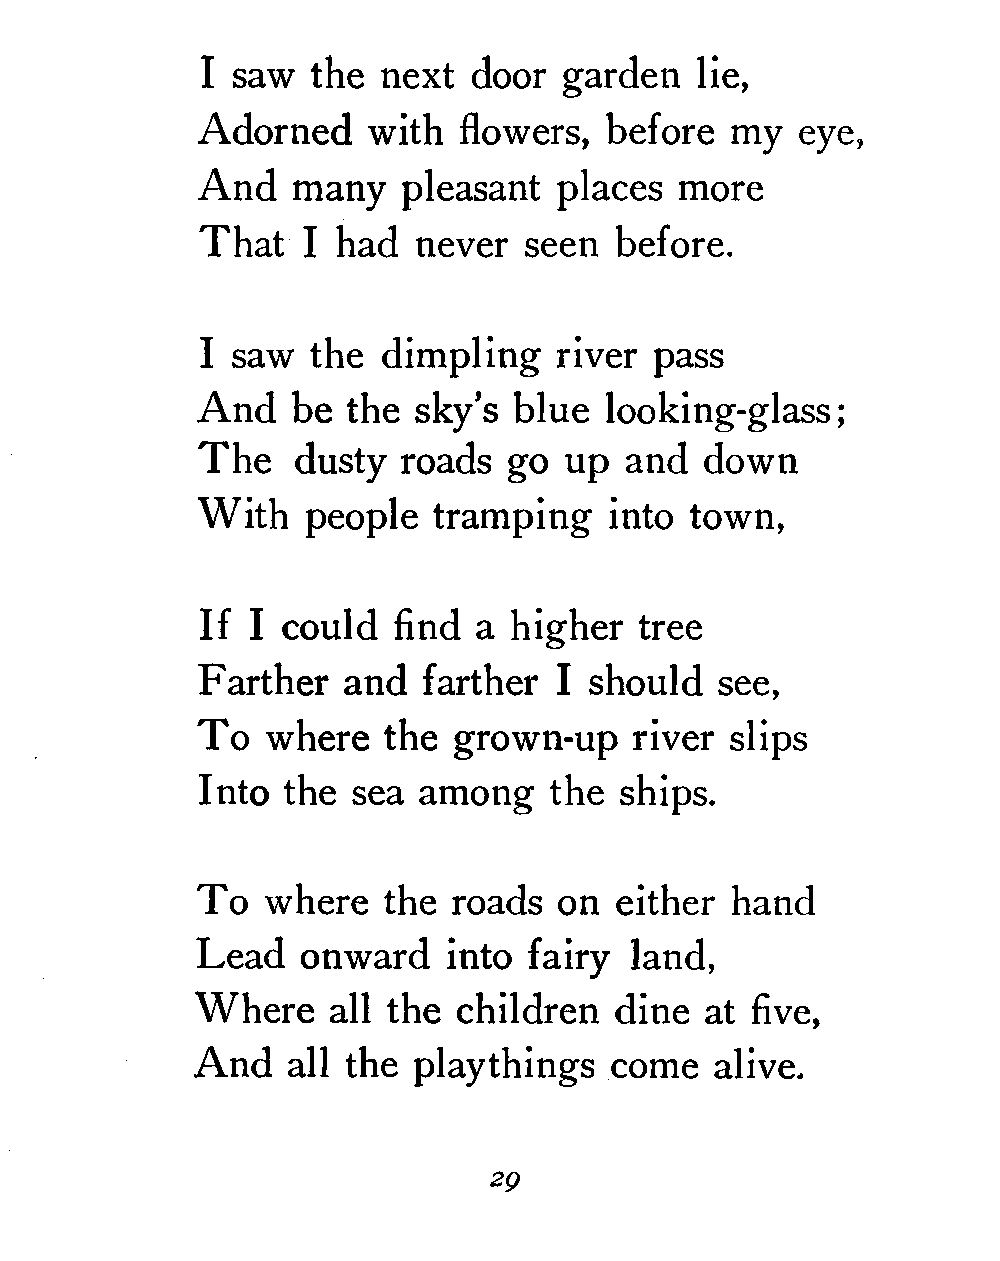 I saw the next door garden lie,
Adorned with flowers, before my eye,
And many pleasant places more
That I had never seen before.
I saw the dimpling river pass
And be the sky's blue looking-glass;
The dusty roads go up and down
With people tramping into town,
If I could find a higher tree
Farther and farther I should see,
To where the grown-up river slips
Into the sea among the ships.
To where the roads on either hand
Lead onward into fairy land,
Where all the children dine at five,
And all the playthings come alive.
29